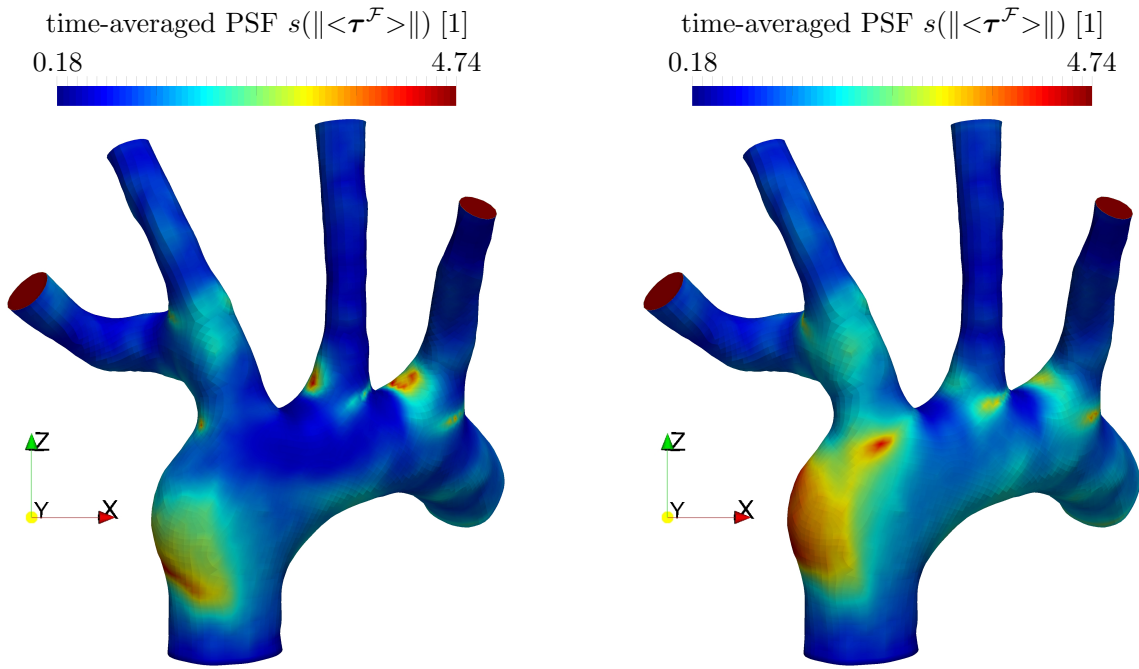 time-averaged PSF s(‖<τ^F>‖) [1]
0.18 4.74
Z
Y X
time-averaged PSF s(‖<τ^F>‖) [1]
0.18 4.74
Z
Y X